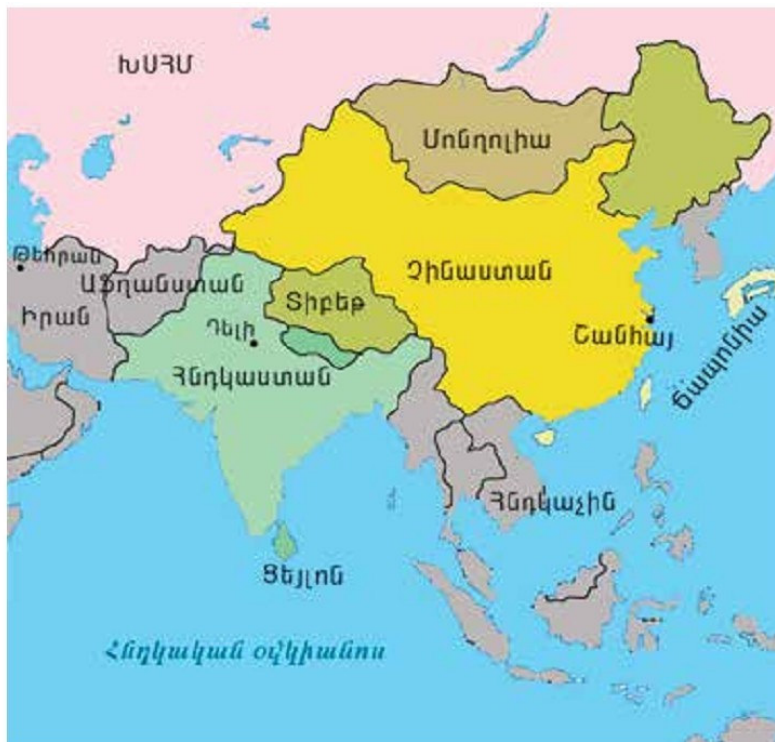 ԽՍՀՄ
Մոնղոլիա
Թեհրան
Աֆղանստան
Չինաստան
Իրան
Տիբեթ
Դելի
Շանհայ
Ճապոնիա
Հնդկաստան
Հնդկաչին
Ցեյլոն
Հնդկական օվկիանոս